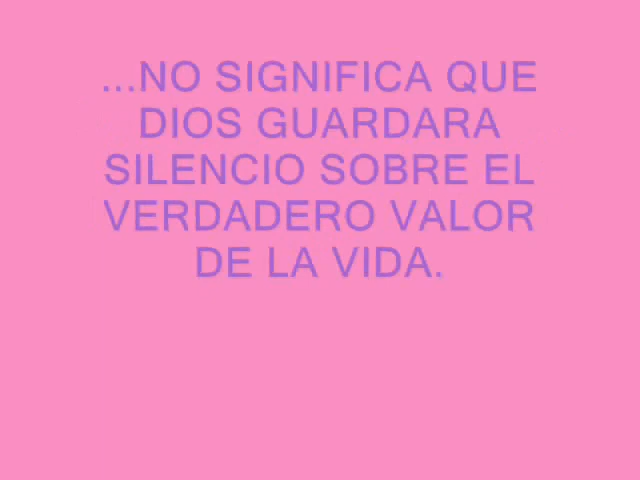 ...NO SIGNIFICA QUE
DIOS GUARDARA
SILENCIO SOBRE EL
VERDADERO VALOR
DE LA VIDA.